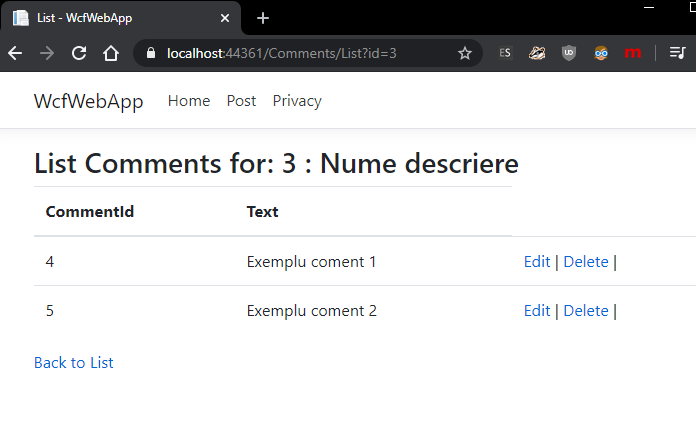 List - WcfWebApp
localhost:44361/Comments/List?id=3
ES
UD
m
WcfWebApp Home Post Privacy
List Comments for: 3 : Nume descriere
CommentId Text
4 Exemplu coment 1 Edit | Delete |
5 Exemplu coment 2 Edit | Delete |
Back to List